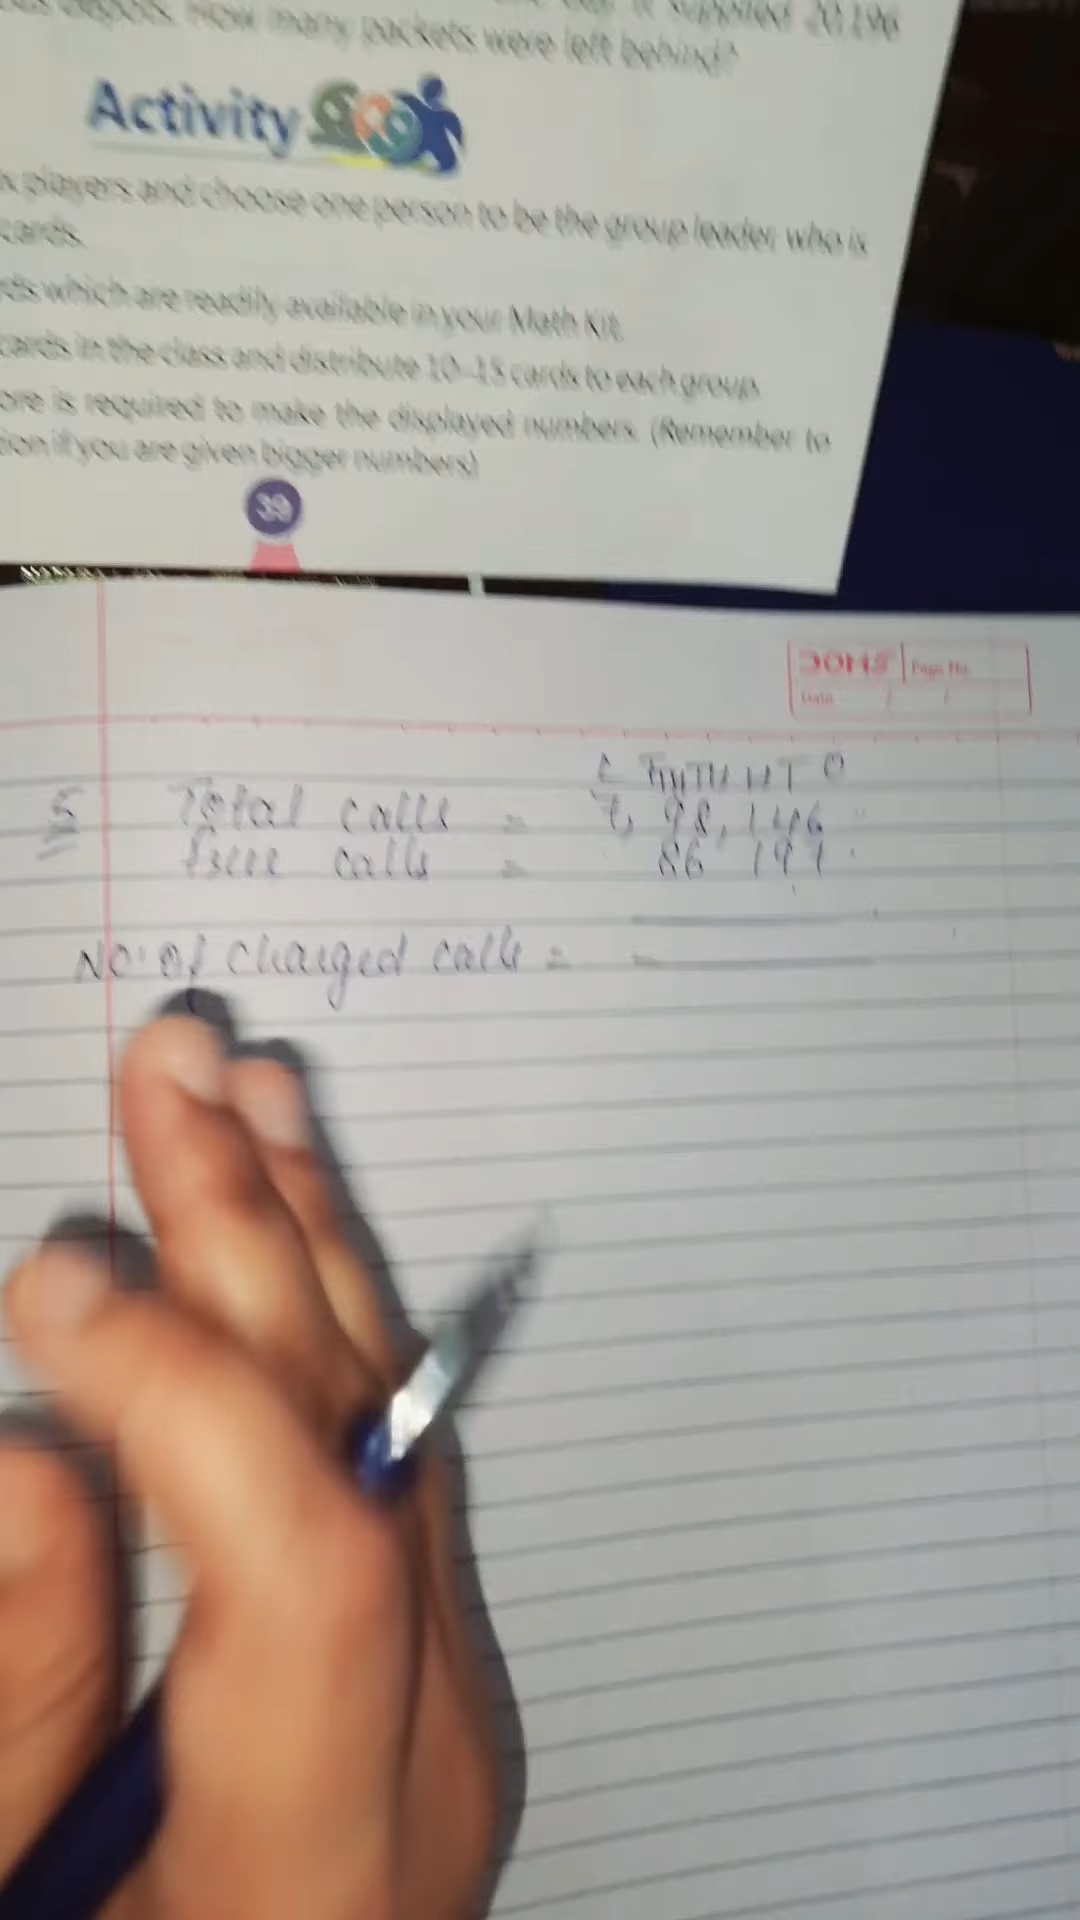 How many packets were left behind?
Activity
players and choose one person to be the group leader, who is
cards.
which are readily available in your Math Kit.
cards in the class and distribute 10-15 cards to each group.
is required to make the displayed numbers. (Remember to
if you are given bigger numbers)
39
Page No.
Date / /
L TTH TH H T O
5 Total calls = 7, 98, 146
free calls =
No. of charged calls =